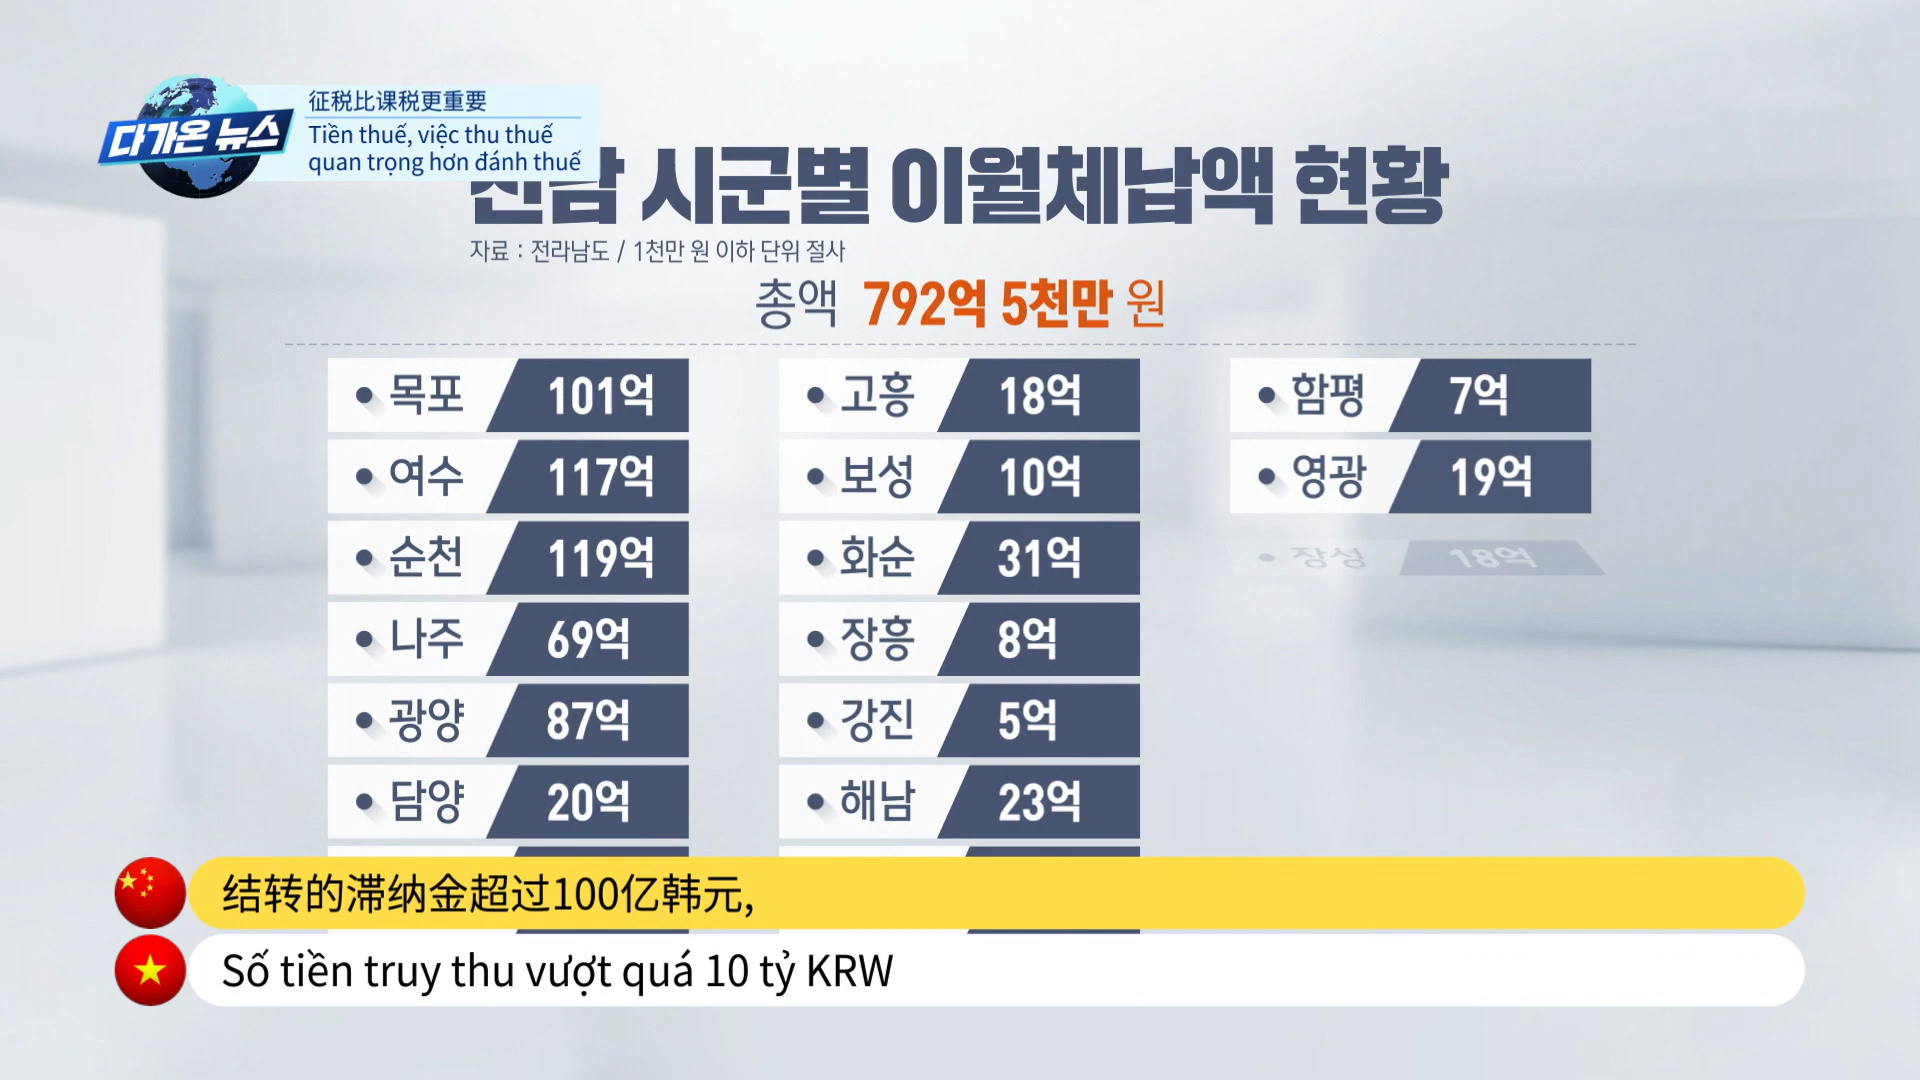 다가온 뉴스
征税比课税更重要
Tiền thuế, việc thu thuế
quan trọng hơn đánh thuế
전남 시군별 이월체납액 현황
자료 : 전라남도 / 1천만 원 이하 단위 절사
총액 792억 5천만 원
• 목포 101억
• 여수 117억
• 순천 119억
• 나주 69억
• 광양 87억
• 담양 20억
• 고흥 18억
• 보성 10억
• 화순 31억
• 장흥 8억
• 강진 5억
• 해남 23억
• 함평 7억
• 영광 19억
• 장성 18억
结转的滞纳金超过100亿韩元,
Số tiền truy thu vượt quá 10 tỷ KRW